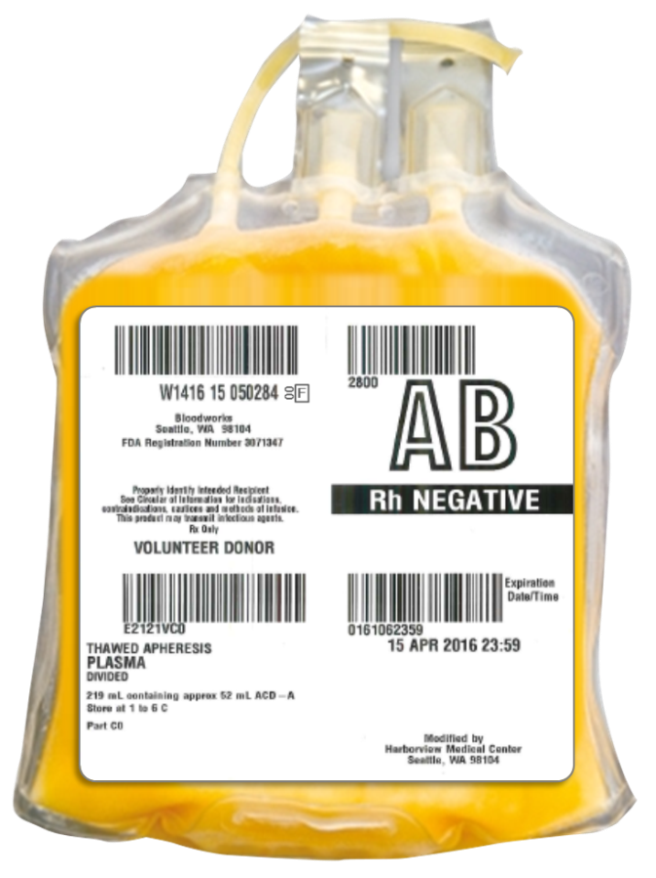 W1416 15 050284 00 F
Bloodworks
Seattle, WA 98104
FDA Registration Number 3071347
Properly Identify Intended Recipient
See Circular of Information for indications,
contraindications, cautions and methods of infusion.
This product may transmit infectious agents.
Rx Only
VOLUNTEER DONOR
E2121VC0
THAWED APHERESIS
PLASMA
DIVIDED
219 mL containing approx 52 mL ACD-A
Store at 1 to 6 C
Part C0
2800
AB
Rh NEGATIVE
Expiration
Date/Time
0161062359
15 APR 2016 23:59
Modified by
Harborview Medical Center
Seattle, WA 98104